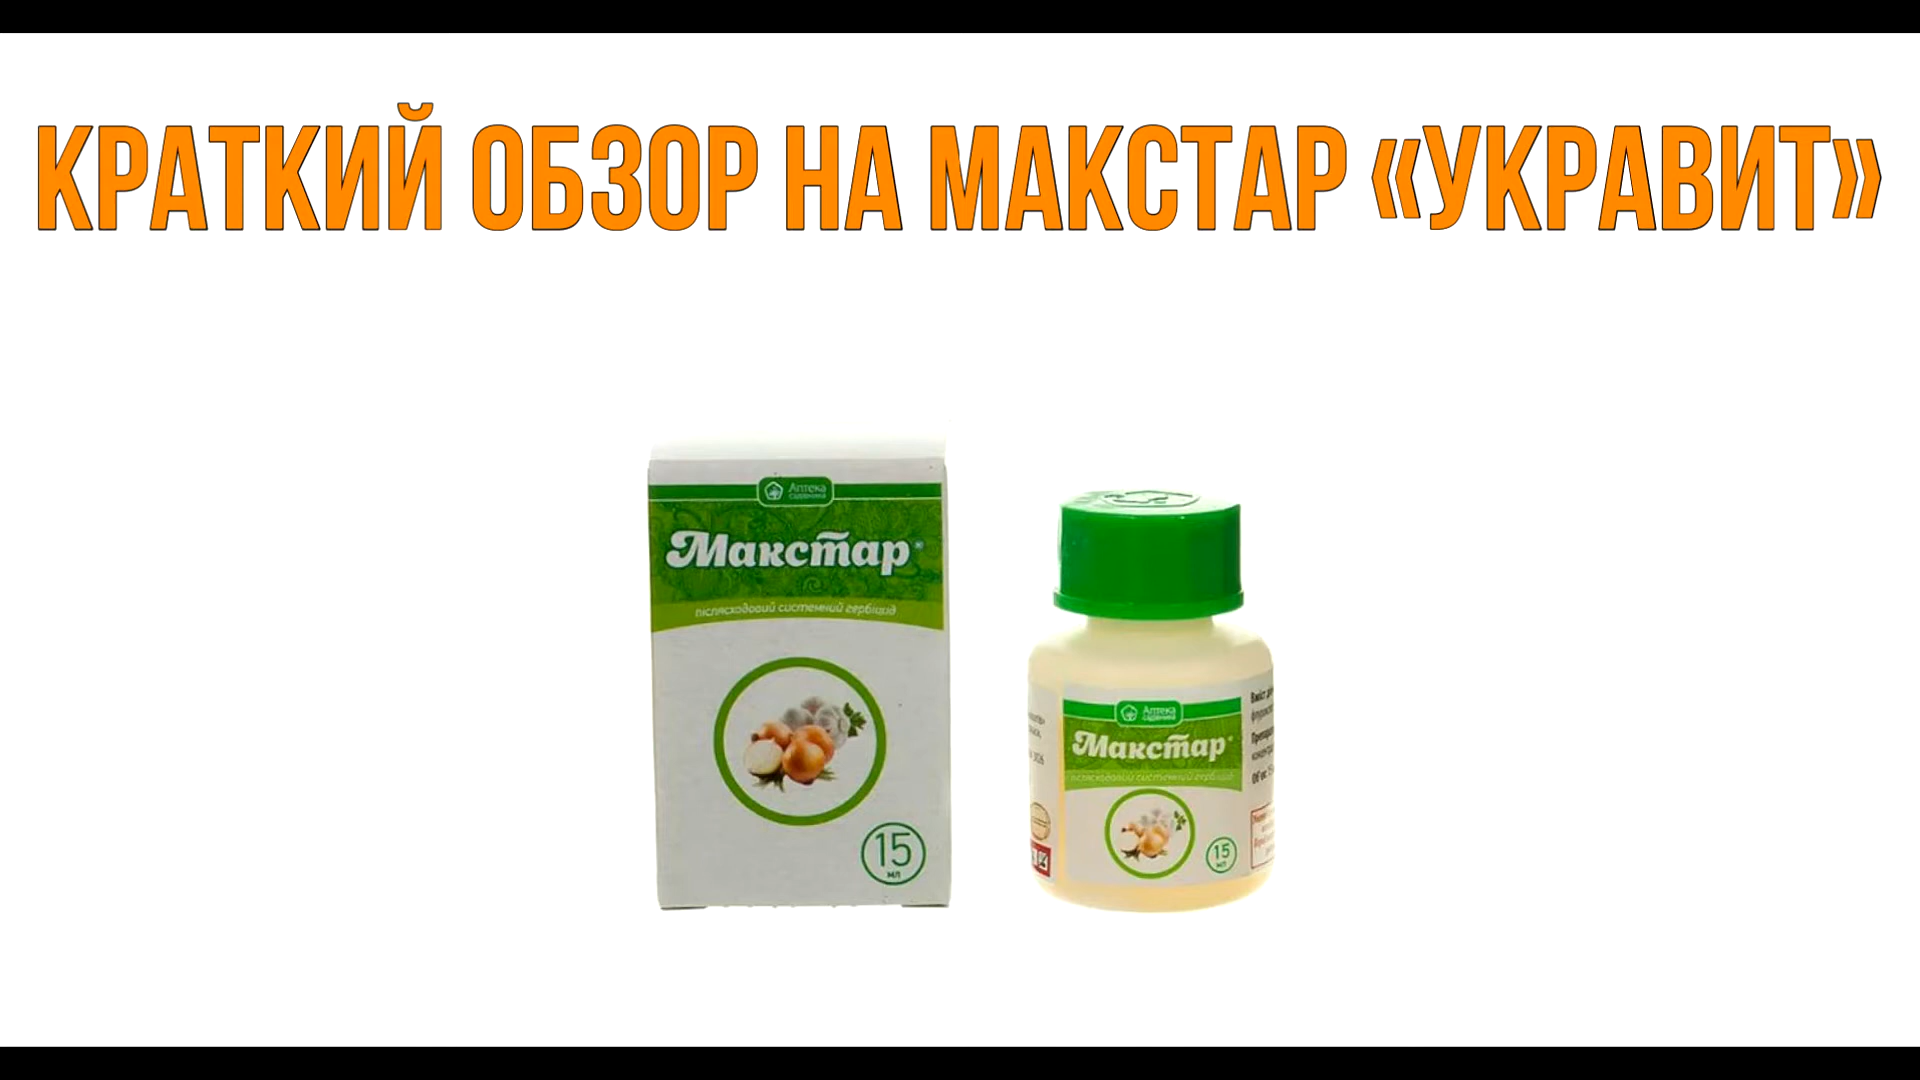 КРАТКИЙ ОБЗОР НА МАКСТАР «УКРАВИТ»
Аптека
садівника
Макстар®
післясходовий системний гербіцид
15
мл
Аптека
садівника
Макстар®
післясходовий системний гербіцид
15
мл
Вміст